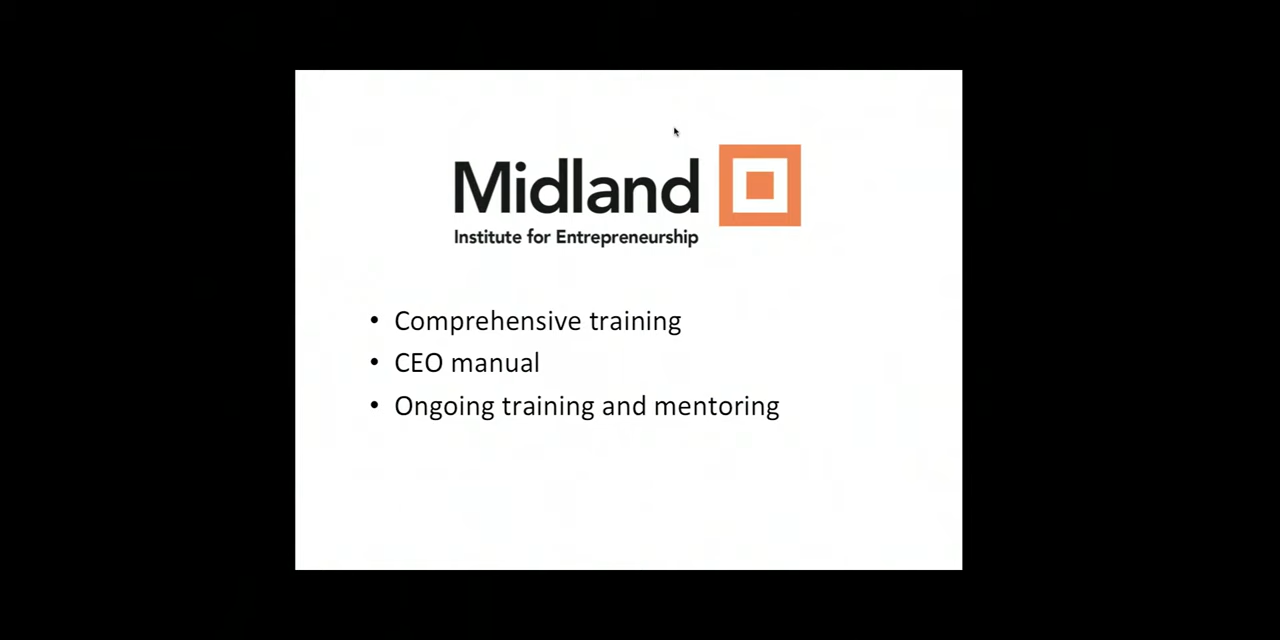 Midland
Institute for Entrepreneurship
• Comprehensive training
• CEO manual
• Ongoing training and mentoring